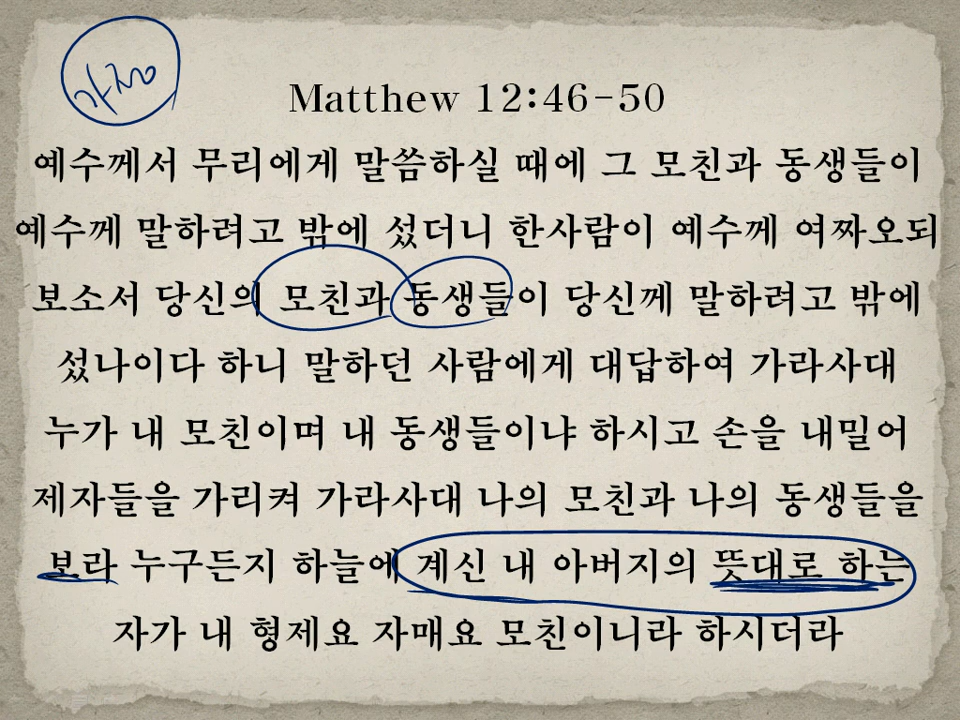 가정
Matthew 12:46-50
예수께서 무리에게 말씀하실 때에 그 모친과 동생들이
예수께 말하려고 밖에 섰더니 한사람이 예수께 여짜오되
보소서 당신의 모친과 동생들이 당신께 말하려고 밖에
섰나이다 하니 말하던 사람에게 대답하여 가라사대
누가 내 모친이며 내 동생들이냐 하시고 손을 내밀어
제자들을 가리켜 가라사대 나의 모친과 나의 동생들을
보라 누구든지 하늘에 계신 내 아버지의 뜻대로 하는
자가 내 형제요 자매요 모친이니라 하시더라